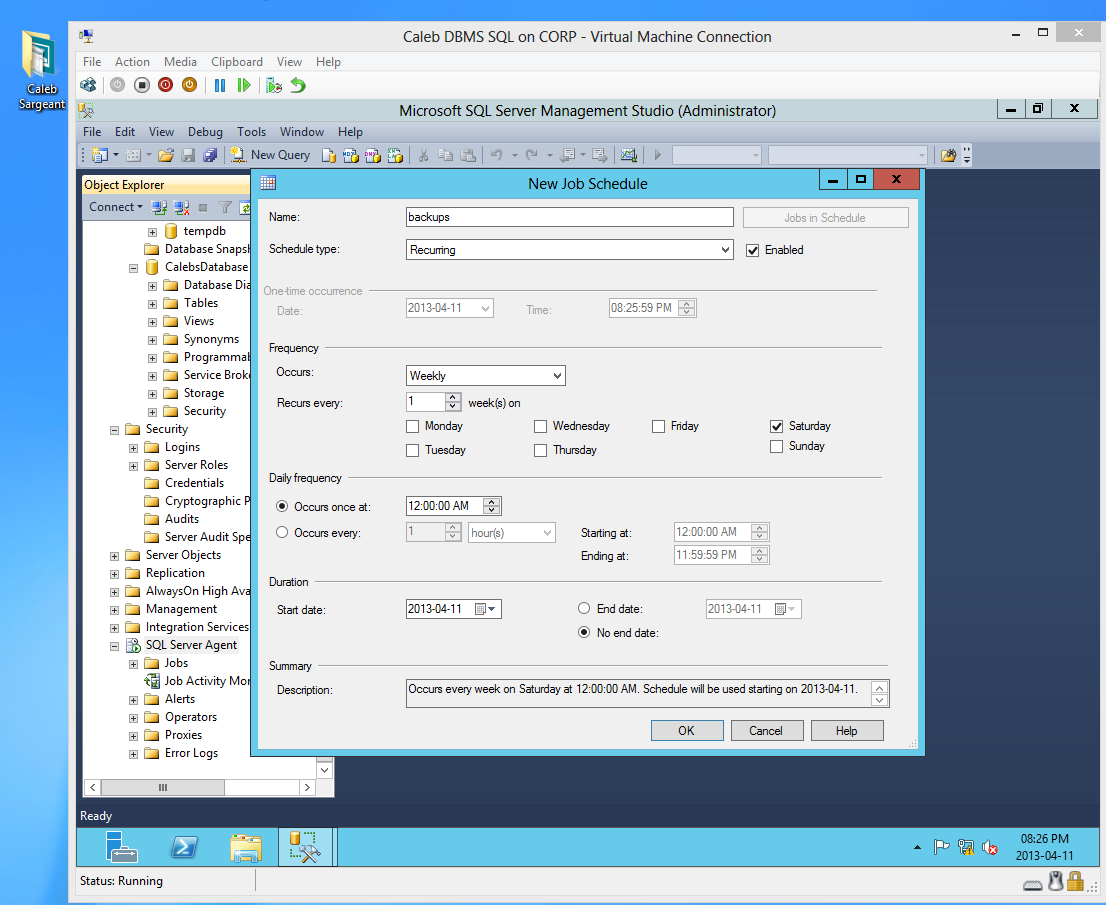 Caleb DBMS SQL on CORP - Virtual Machine Connection
File Action Media Clipboard View Help
Caleb
Sargeant
Microsoft SQL Server Management Studio (Administrator)
File Edit View Debug Tools Window Help
New Query
Object Explorer
Connect
tempdb
Database Snapsh
CalebsDatabase
Database Dia
Tables
Views
Synonyms
Programmab
Service Broke
Storage
Security
Security
Logins
Server Roles
Credentials
Cryptographic P
Audits
Server Audit Spe
Server Objects
Replication
AlwaysOn High Ava
Management
Integration Services
SQL Server Agent
Jobs
Job Activity Mon
Alerts
Operators
Proxies
Error Logs
New Job Schedule
Name: backups Jobs in Schedule
Schedule type: Recurring Enabled
One-time occurrence
Date: 2013-04-11 Time: 08:25:59 PM
Frequency
Occurs: Weekly
Recurs every: 1 week(s) on
Monday Wednesday Friday Saturday
Tuesday Thursday Sunday
Daily frequency
Occurs once at: 12:00:00 AM
Occurs every: 1 hour(s) Starting at: 12:00:00 AM
Ending at: 11:59:59 PM
Duration
Start date: 2013-04-11 End date: 2013-04-11
No end date:
Summary
Description: Occurs every week on Saturday at 12:00:00 AM. Schedule will be used starting on 2013-04-11.
OK Cancel Help
Ready
08:26 PM
2013-04-11
Status: Running